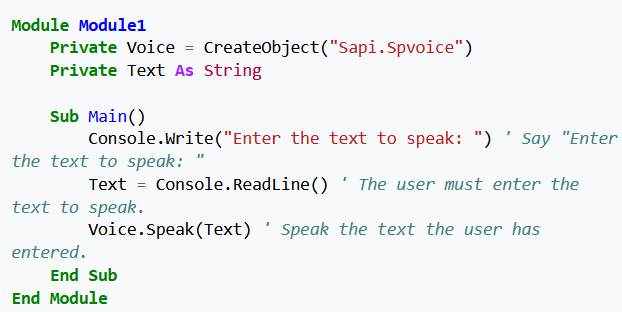 Module Module1
    Private Voice = CreateObject("Sapi.Spvoice")
    Private Text As String

    Sub Main()
        Console.Write("Enter the text to speak: ") ' Say "Enter
the text to speak: "
        Text = Console.ReadLine() ' The user must enter the
text to speak.
        Voice.Speak(Text) ' Speak the text the user has
entered.
    End Sub
End Module